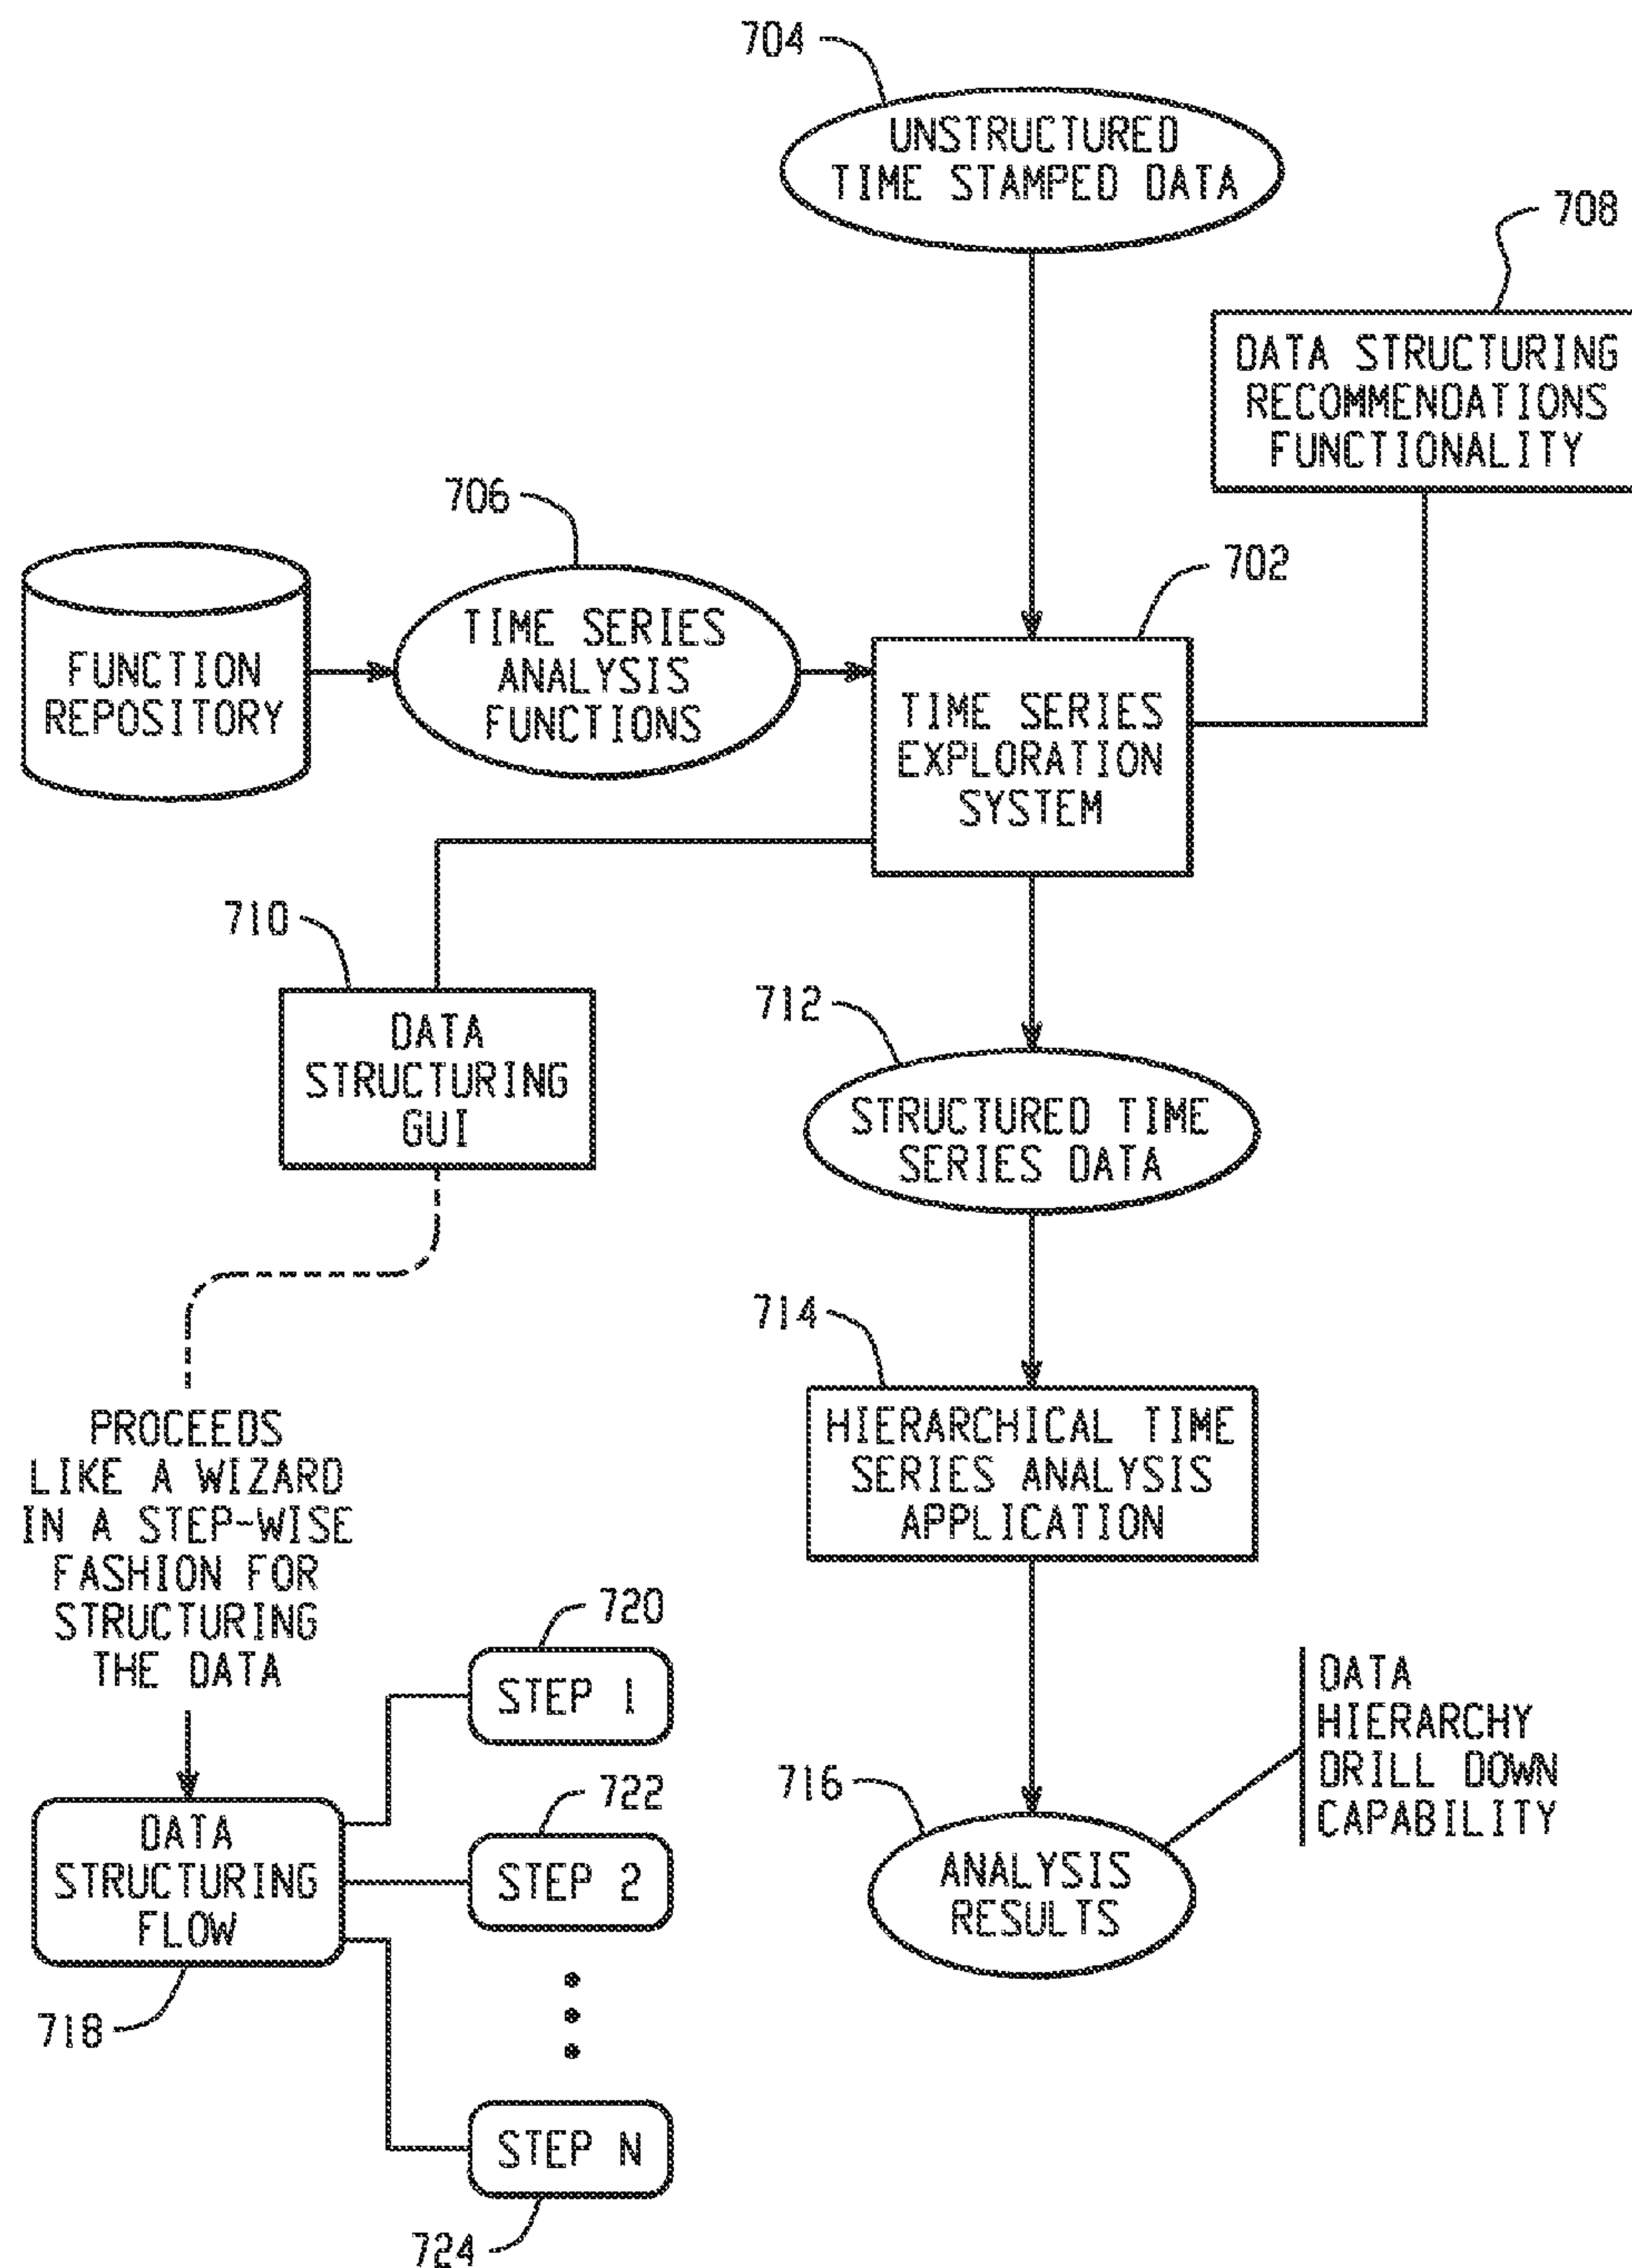 704
UNSTRUCTURED
TIME STAMPED DATA
708
DATA STRUCTURING
RECOMMENDATIONS
FUNCTIONALITY
706
702
FUNCTION
REPOSITORY
TIME SERIES
ANALYSIS
FUNCTIONS
TIME SERIES
EXPLORATION
SYSTEM
710
DATA
STRUCTURING
GUI
712
STRUCTURED TIME
SERIES DATA
714
HIERARCHICAL TIME
SERIES ANALYSIS
APPLICATION
PROCEEDS
LIKE A WIZARD
IN A STEP-WISE
FASHION FOR
STRUCTURING
THE DATA
720
STEP 1
722
STEP 2
DATA
STRUCTURING
FLOW
718
STEP N
724
716
ANALYSIS
RESULTS
DATA
HIERARCHY
DRILL DOWN
CAPABILITY